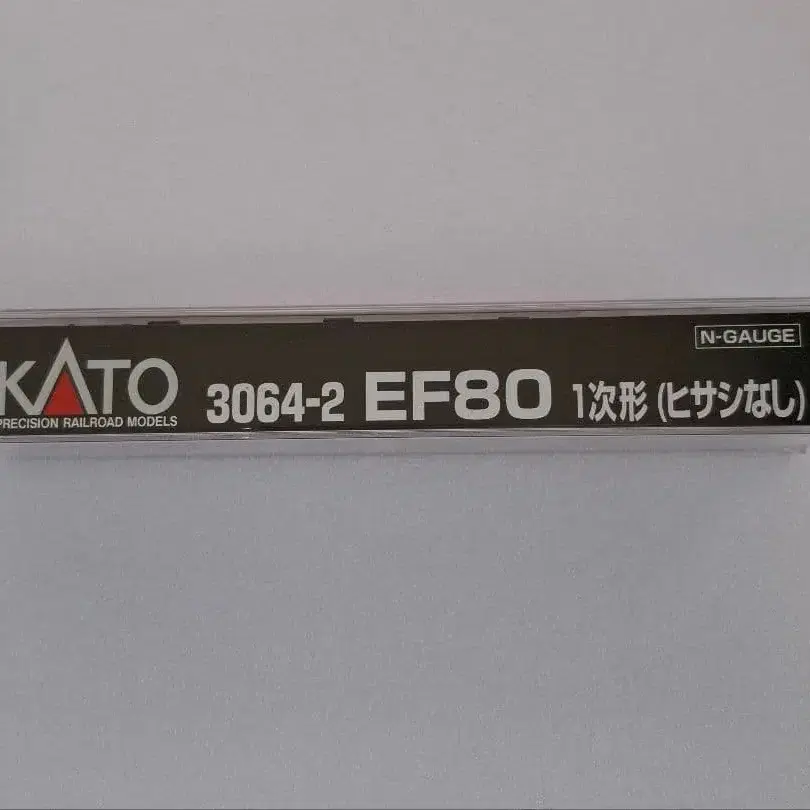 N-GAUGE
KATO 3064-2 EF80 1次形 (ヒサシなし)
PRECISION RAILROAD MODELS